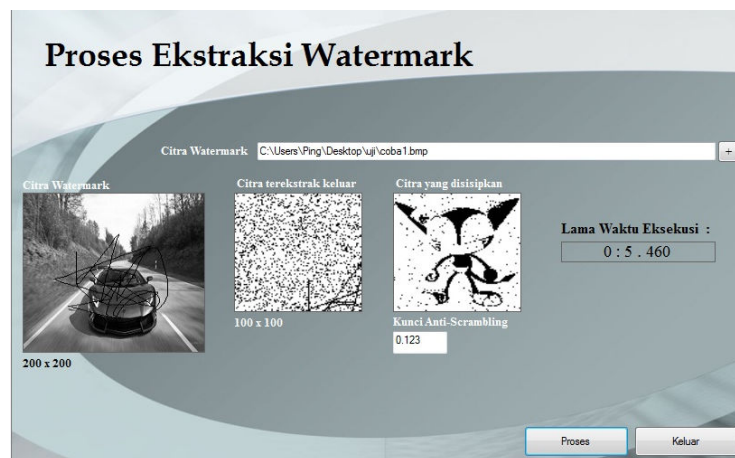 Proses Ekstraksi Watermark
Citra Watermark C:\Users\Ping\Desktop\uji\coba1.bmp +
Citra Watermark
Citra terekstrak keluar
Citra yang disisipkan
Lama Waktu Eksekusi :
0 : 5 . 460
100 x 100
Kunci Anti-Scrambling
0.123
200 x 200
Proses
Keluar